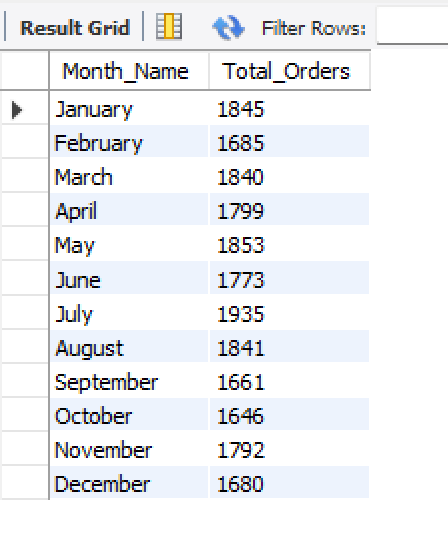 Result Grid Filter Rows:
Month_Name Total_Orders
January 1845
February 1685
March 1840
April 1799
May 1853
June 1773
July 1935
August 1841
September 1661
October 1646
November 1792
December 1680